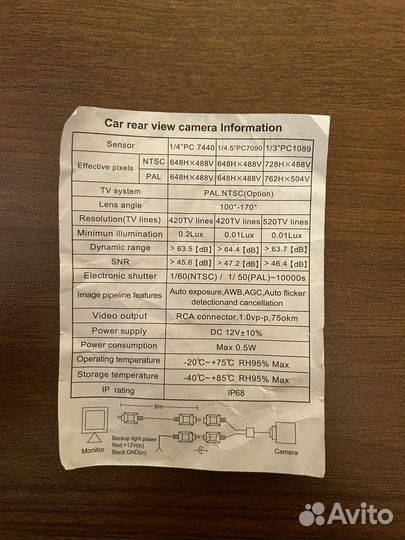 Car rear view camera Information
Sensor 1/4"PC 7440 1/4.5"PC7090 1/3"PC1089
Effective pixels NTSC 648H×488V 648H×488V 728H×488V
PAL 648H×488V 648H×488V 762H×504V
TV system PAL.NTSC(Option)
Lens angle 100°-170°
Resolution(TV lines) 420TV lines 420TV lines 520TV lines
Minimun illumination 0.2Lux 0.01Lux 0.01Lux
Dynamic range > 63.5 [dB] > 64.4 [dB] > 63.7 [dB]
SNR > 45.6 [dB] > 47.2 [dB] > 46.4 [dB]
Electronic shutter 1/60(NTSC) / 1/ 50(PAL)~10000s
Image pipeline features Auto exposure,AWB,AGC,Auto flicker
detectionand cancellation
Video output RCA connector,1.0vp-p,75okm
Power supply DC 12V±10%
Power consumption Max 0.5W
Operating temperature -20℃~+75℃ RH95% Max
Storage temperature -40℃~+85℃ RH95% Max
IP rating IP68
6m
Backup light power
Red:+12V(in)
Black:GND(in)
Monitor
Camera
Avito